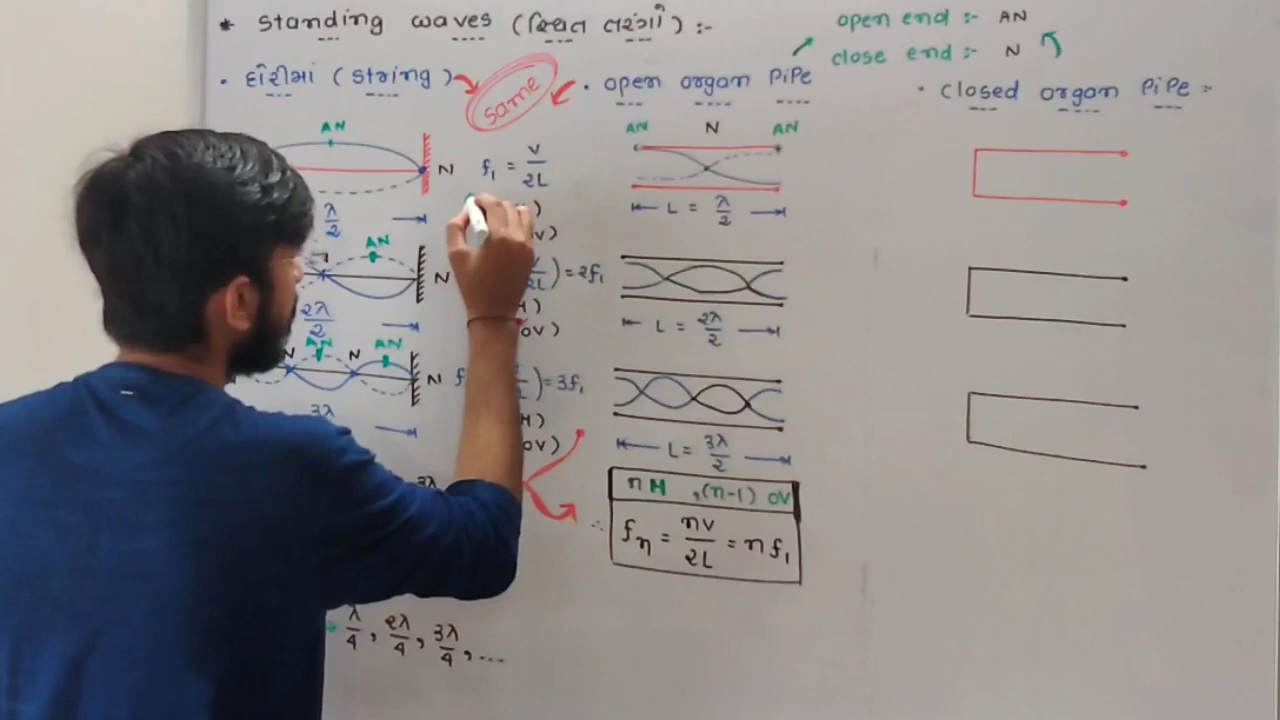 * Standing waves (સ્થિત તરંગો) :-
open end :- AN
close end :- N
• દોરીમાં (string)
same
• open organ PiPe
• closed organ PiPe :-
AN
N
f₁ = v/2L
AN N AN
λ/2
L = λ/2
AN
N
) = 2f₁
2λ/2
L = 2λ/2
N AN N AN
N
) = 3f₁
3λ
L = 3λ/2
nH , (n-1) OV
∴ fₙ = nv/2L = n f₁
λ/4 , 2λ/4 , 3λ/4 , ...